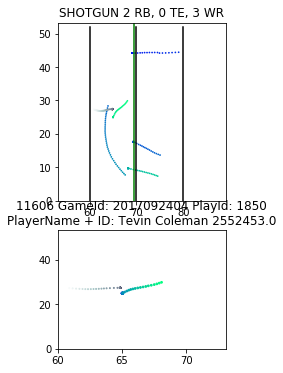 SHOTGUN 2 RB, 0 TE, 3 WR
50
40
30
20
10
0
60 70 80
11606 GameId: 2017092404 PlayId: 1850
PlayerName + ID: Tevin Coleman 2552453.0
40
20
0
60 65 70